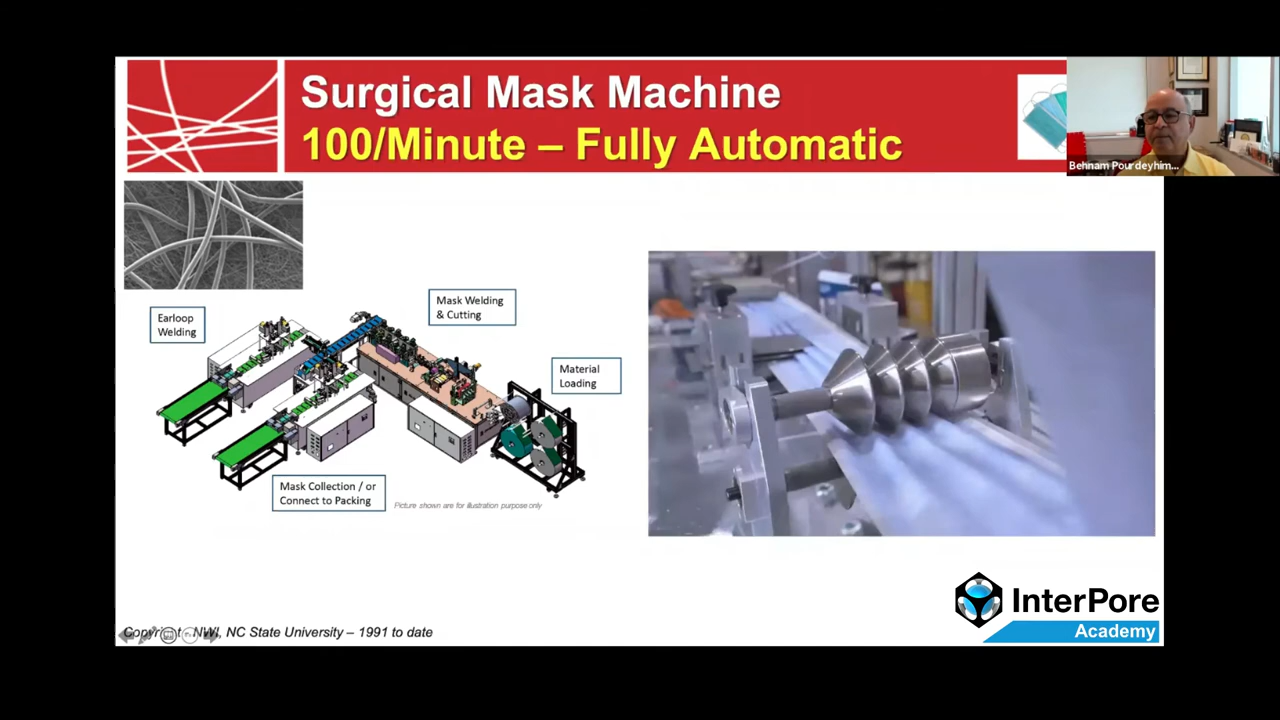 Surgical Mask Machine
100/Minute – Fully Automatic
Behnam Pourdeyhim...
Earloop
Welding
Mask Welding
& Cutting
Material
Loading
Mask Collection / or
Connect to Packing
Picture shown are for illustration purpose only
InterPore
Academy
Copyright NWI, NC State University – 1991 to date